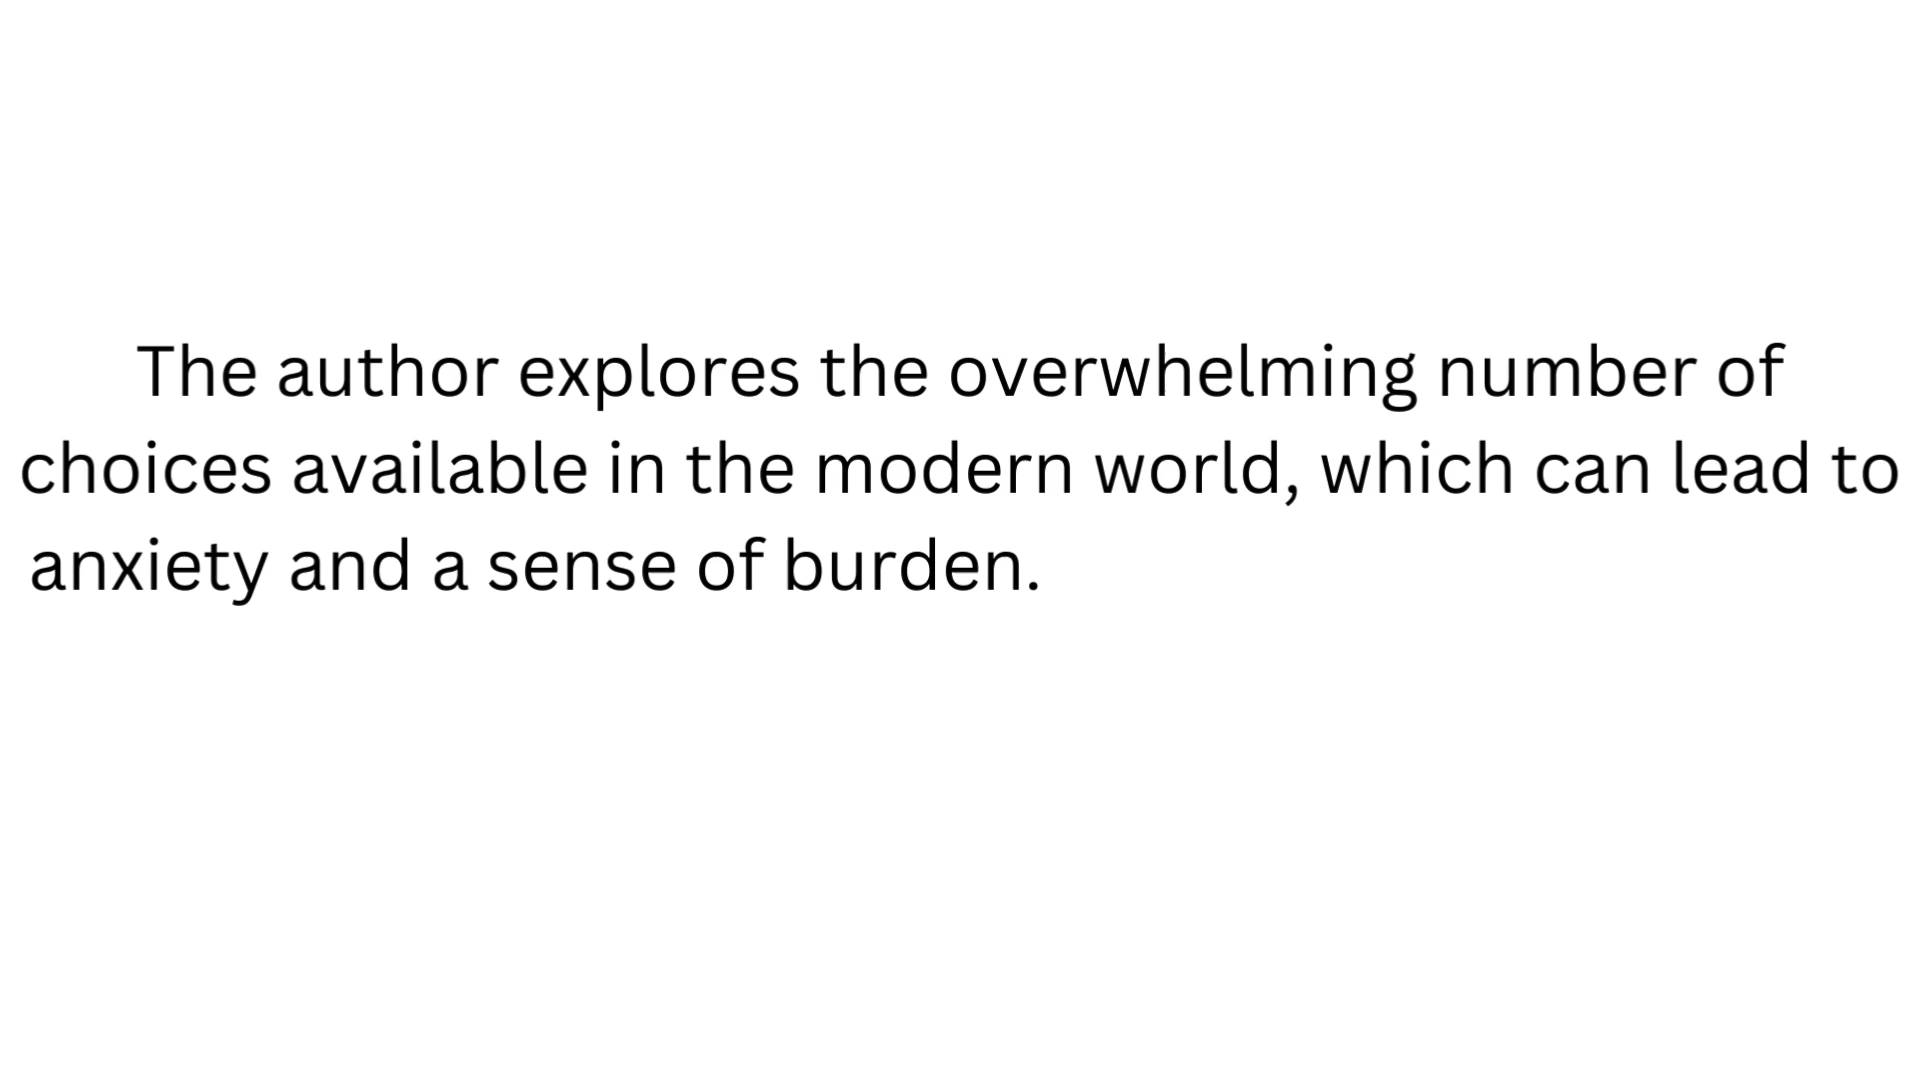 The author explores the overwhelming number of
choices available in the modern world, which can lead to
anxiety and a sense of burden.